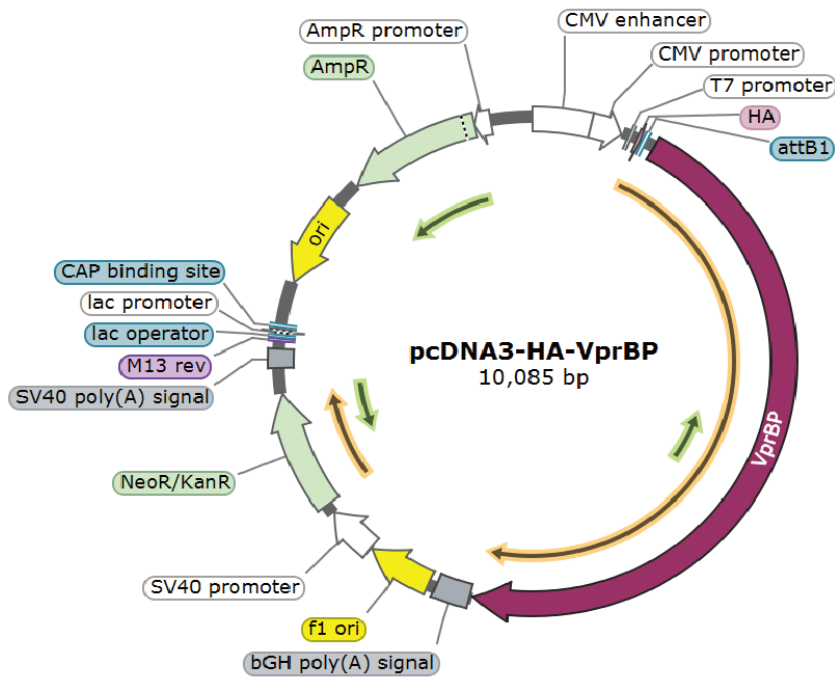 AmpR promoter
AmpR
CMV enhancer
CMV promoter
T7 promoter
HA
attB1
ori
CAP binding site
lac promoter
lac operator
M13 rev
SV40 poly(A) signal
pcDNA3-HA-VprBP
10,085 bp
VprBP
NeoR/KanR
SV40 promoter
f1 ori
bGH poly(A) signal